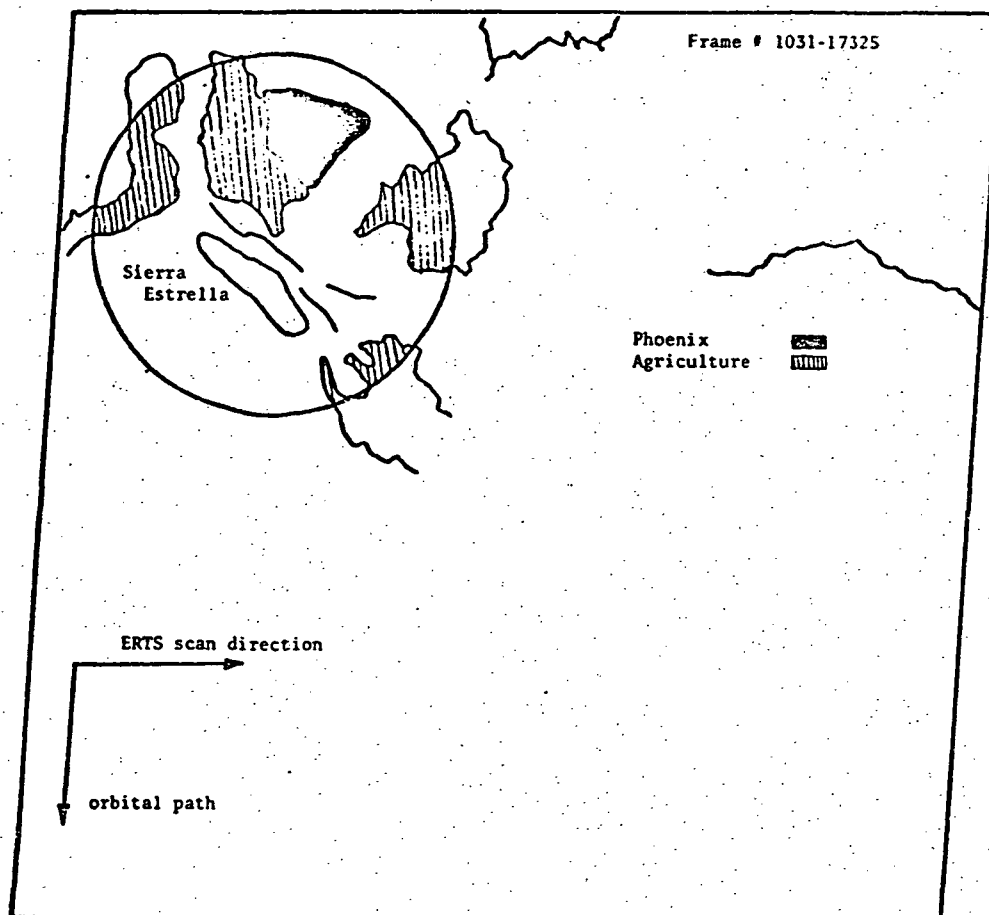 Frame # 1031-17325
Sierra
Estrella
Phoenix
Agriculture
ERTS scan direction
orbital path